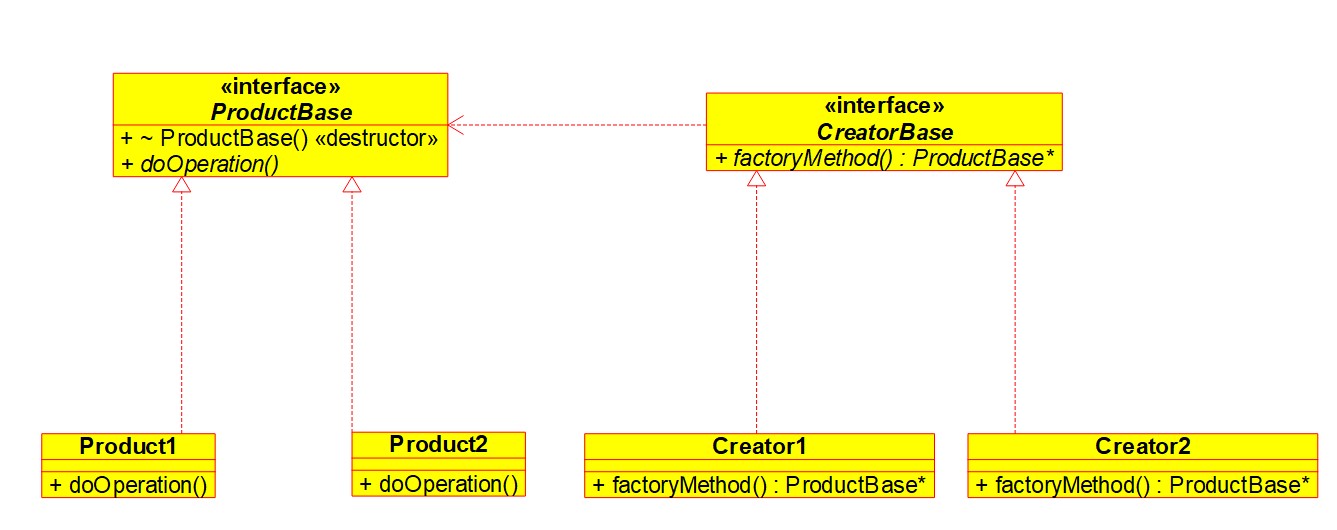 «interface»
ProductBase
+ ~ ProductBase() «destructor»
+ doOperation()
«interface»
CreatorBase
+ factoryMethod() : ProductBase*
Product1
+ doOperation()
Product2
+ doOperation()
Creator1
+ factoryMethod() : ProductBase*
Creator2
+ factoryMethod() : ProductBase*